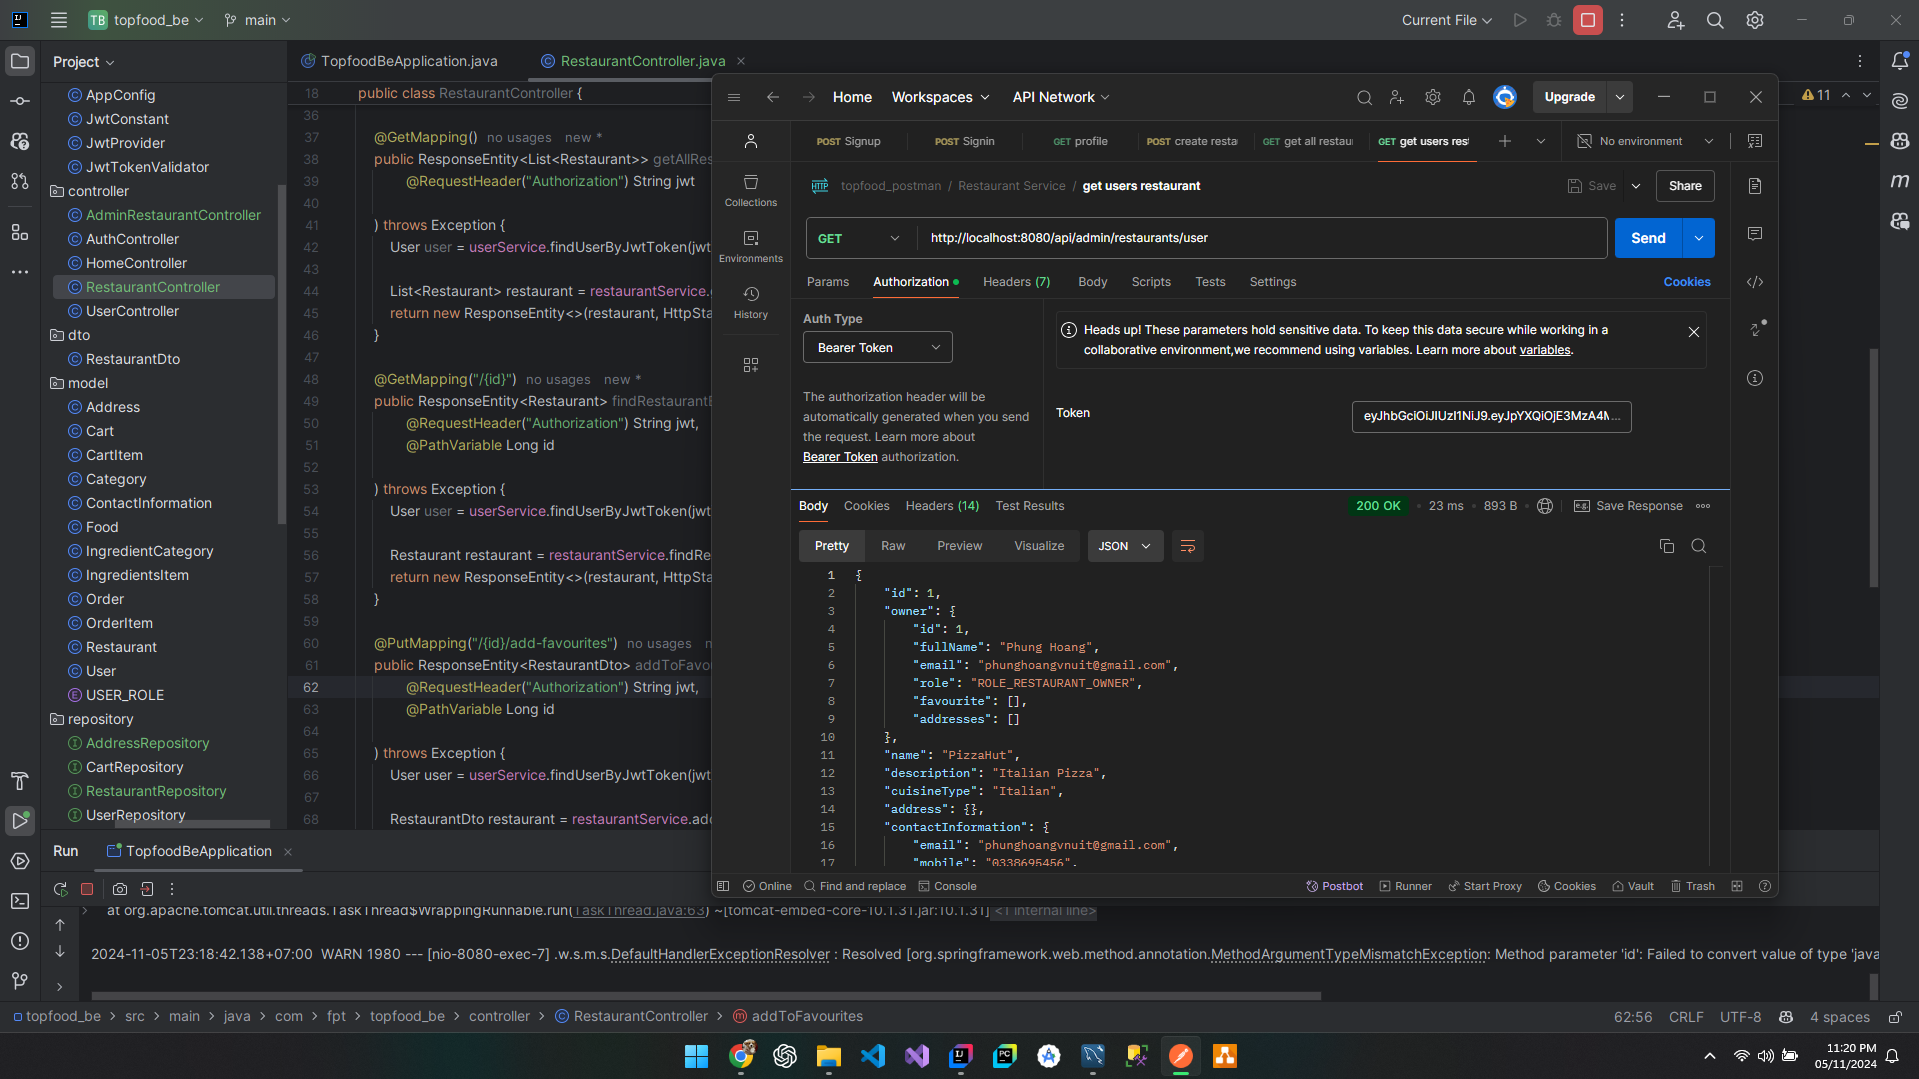 TB topfood_be main Current File
Project
TopfoodBeApplication.java RestaurantController.java
AppConfig
JwtConstant
JwtProvider
JwtTokenValidator
controller
AdminRestaurantController
AuthController
HomeController
RestaurantController
UserController
dto
RestaurantDto
model
Address
Cart
CartItem
Category
ContactInformation
Food
IngredientCategory
IngredientsItem
Order
OrderItem
Restaurant
User
USER_ROLE
repository
AddressRepository
CartRepository
RestaurantRepository
UserRepository
18 public class RestaurantController {
36
37 @GetMapping() no usages new *
38 public ResponseEntity<List<Restaurant>> getAllRes
39 @RequestHeader("Authorization") String jwt
40
41 ) throws Exception {
42 User user = userService.findUserByJwtToken(jwt
43
44 List<Restaurant> restaurant = restaurantService.
45 return new ResponseEntity<>(restaurant, HttpSta
46 }
47
48 @GetMapping("/{id}") no usages new *
49 public ResponseEntity<Restaurant> findRestaurantB
50 @RequestHeader("Authorization") String jwt,
51 @PathVariable Long id
52
53 ) throws Exception {
54 User user = userService.findUserByJwtToken(jwt
55
56 Restaurant restaurant = restaurantService.findRe
57 return new ResponseEntity<>(restaurant, HttpSta
58 }
59
60 @PutMapping("/{id}/add-favourites") no usages
61 public ResponseEntity<RestaurantDto> addToFavou
62 @RequestHeader("Authorization") String jwt,
63 @PathVariable Long id
64
65 ) throws Exception {
66 User user = userService.findUserByJwtToken(jwt
67
68 RestaurantDto restaurant = restaurantService.add
11
Home Workspaces API Network Upgrade
POST Signup POST Signin GET profile POST create resta GET get all restau GET get users rest No environment
Collections
Environments
History
HTTP topfood_postman / Restaurant Service / get users restaurant Save Share
GET http://localhost:8080/api/admin/restaurants/user Send
Params Authorization Headers (7) Body Scripts Tests Settings Cookies
Auth Type
Bearer Token
The authorization header will be
automatically generated when you send
the request. Learn more about
Bearer Token authorization.
Heads up! These parameters hold sensitive data. To keep this data secure while working in a
collaborative environment,we recommend using variables. Learn more about variables.
Token eyJhbGciOiJIUzI1NiJ9.eyJpYXQiOjE3MzA4M...
Body Cookies Headers (14) Test Results 200 OK 23 ms 893 B Save Response
Pretty Raw Preview Visualize JSON
1 {
2 "id": 1,
3 "owner": {
4 "id": 1,
5 "fullName": "Phung Hoang",
6 "email": "phunghoangvnuit@gmail.com",
7 "role": "ROLE_RESTAURANT_OWNER",
8 "favourite": [],
9 "addresses": []
10 },
11 "name": "PizzaHut",
12 "description": "Italian Pizza",
13 "cuisineType": "Italian",
14 "address": {},
15 "contactInformation": {
16 "email": "phunghoangvnuit@gmail.com",
17 "mobile": "0338695456",
Online Find and replace Console Postbot Runner Start Proxy Cookies Vault Trash
Run TopfoodBeApplication
at org.apache.tomcat.util.threads.TaskThread$WrappingRunnable.run(TaskThread.java:63) ~[tomcat-embed-core-10.1.31.jar:10.1.31] <1 internal line>
2024-11-05T23:18:42.138+07:00 WARN 1980 --- [nio-8080-exec-7] .w.s.m.s.DefaultHandlerExceptionResolver : Resolved [org.springframework.web.method.annotation.MethodArgumentTypeMismatchException: Method parameter 'id': Failed to convert value of type 'java
topfood_be > src > main > java > com > fpt > topfood_be > controller > RestaurantController > addToFavourites 62:56 CRLF UTF-8 4 spaces
11:20 PM
05/11/2024